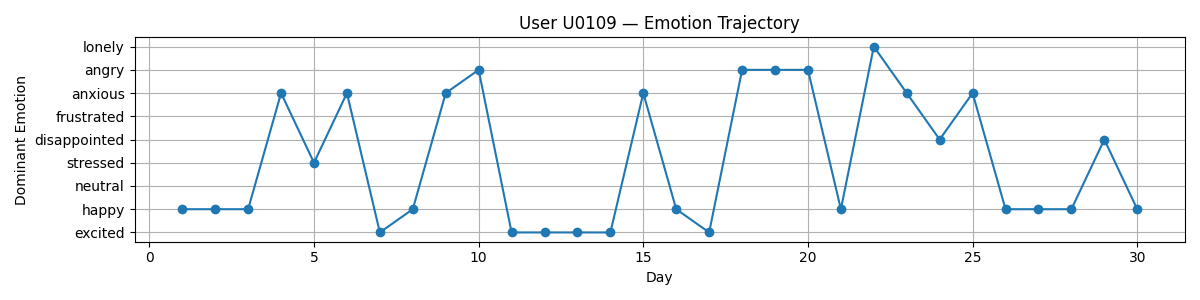 User U0109 — Emotion Trajectory
Dominant Emotion
lonely
angry
anxious
frustrated
disappointed
stressed
neutral
happy
excited
0 5 10 15 20 25 30
Day